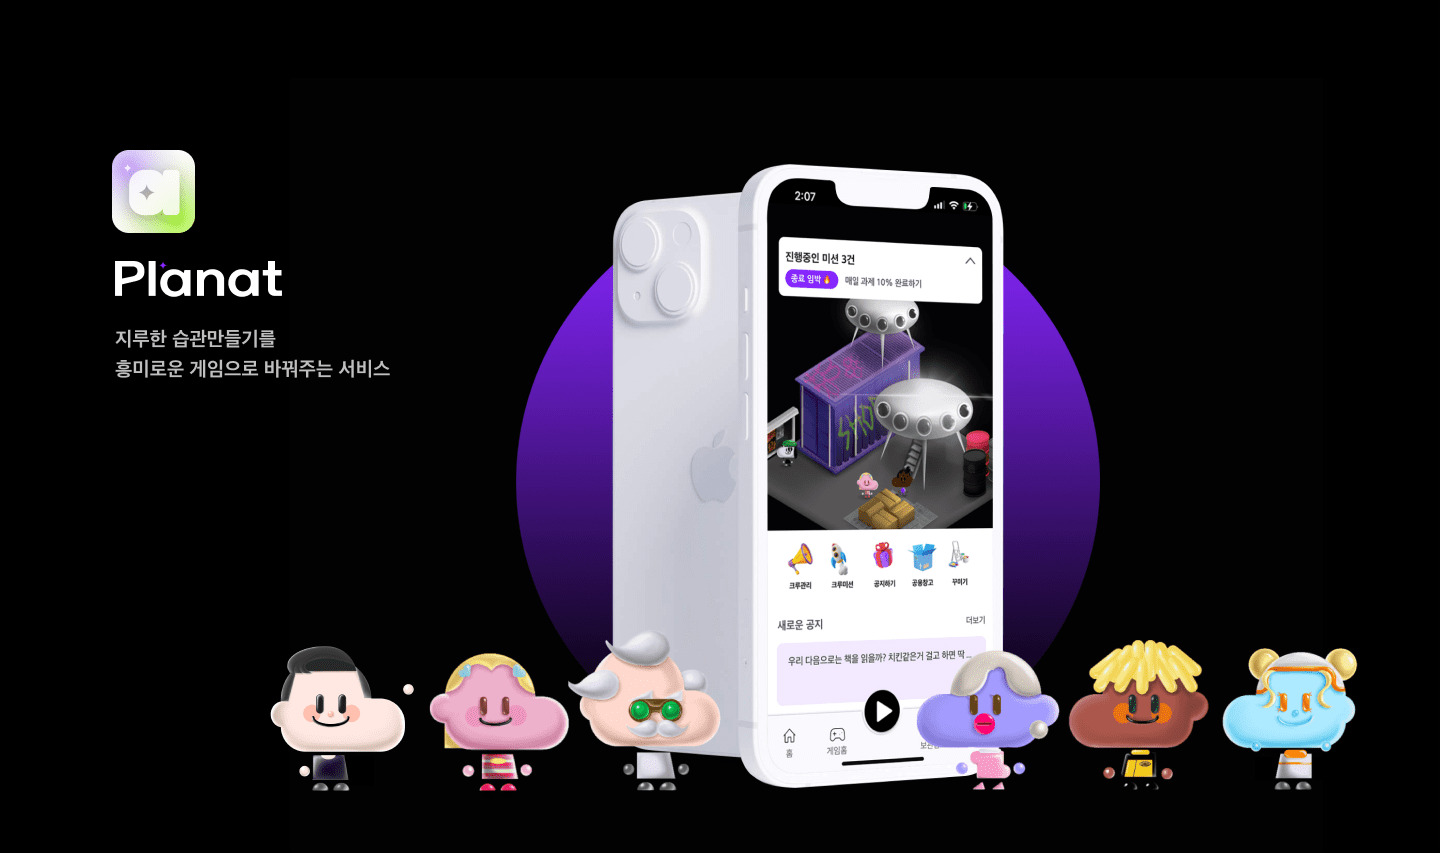 Planat
지루한 습관만들기를
흥미로운 게임으로 바꿔주는 서비스
2:07
진행중인 미션 3건
종료 임박 매일 과제 10% 완료하기
SHOP
크루관리 크루미션 공지하기 공용창고 꾸미기
새로운 공지 더보기
우리 다음으로는 책을 읽을까? 치킨같은거 걸고 하면 딱 ...
홈 게임홈